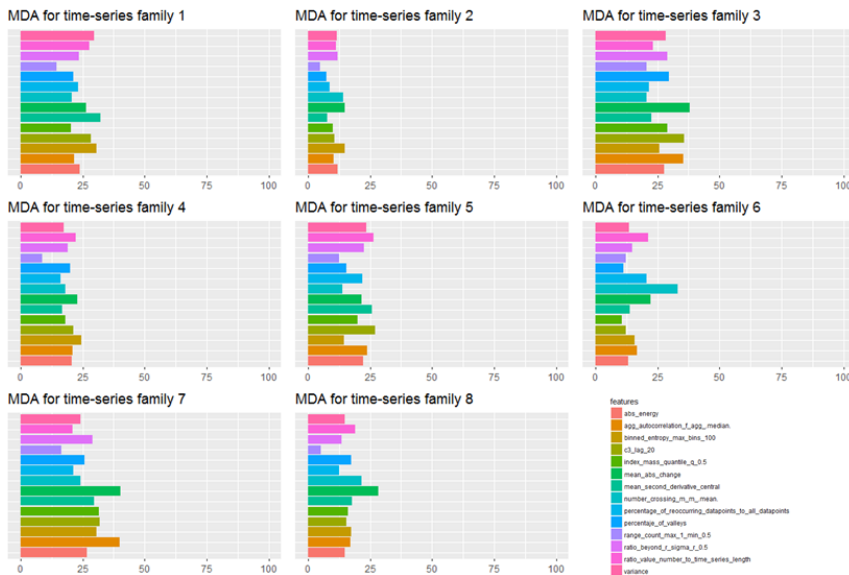 MDA for time-series family 1
MDA for time-series family 2
MDA for time-series family 3
0 25 50 75 100
0 25 50 75 100
0 25 50 75 100
MDA for time-series family 4
MDA for time-series family 5
MDA for time-series family 6
0 25 50 75 100
0 25 50 75 100
0 25 50 75 100
MDA for time-series family 7
MDA for time-series family 8
0 25 50 75 100
0 25 50 75 100
features
abs_energy
agg_autocorrelation_f_agg_.median.
binned_entropy_max_bins_100
c3_lag_20
index_mass_quantile_q_0.5
mean_abs_change
mean_second_derivative_central
number_crossing_m_m_.mean.
percentage_of_reoccurring_datapoints_to_all_datapoints
percentaje_of_valleys
range_count_max_1_min_0.5
ratio_beyond_r_sigma_r_0.5
ratio_value_number_to_time_series_length
variance